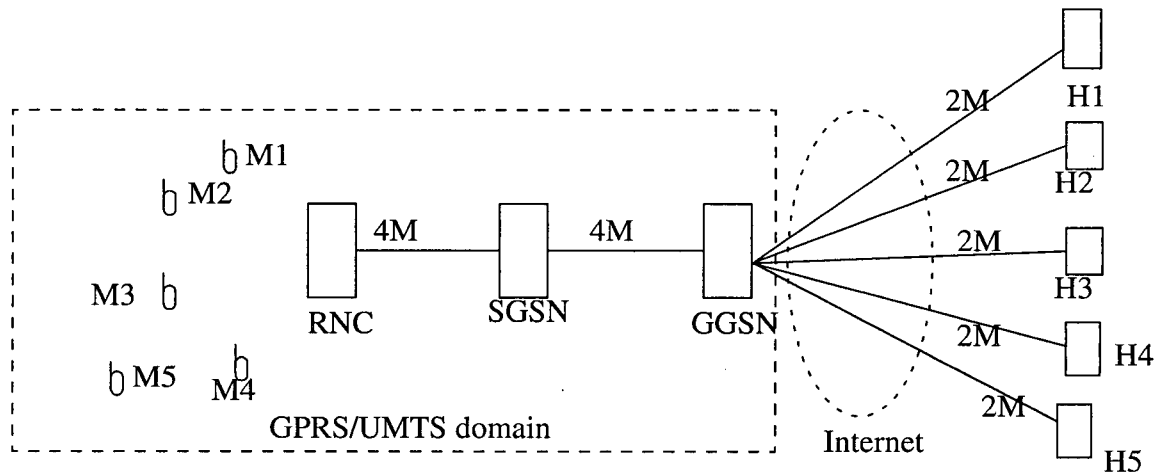 H1
2M
H2
2M
M1
M2
4M
4M
2M
H3
M3
RNC
SGSN
GGSN
2M
H4
M5
M4
2M
GPRS/UMTS domain
Internet
H5